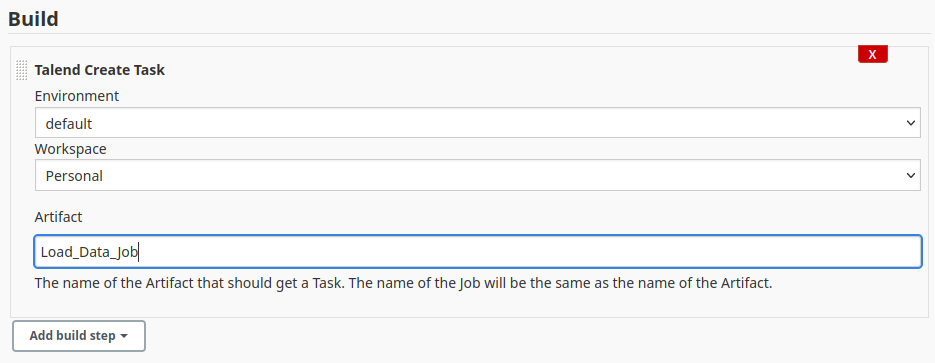 Build
X
Talend Create Task
Environment
default
Workspace
Personal
Artifact
Load_Data_Job
The name of the Artifact that should get a Task. The name of the Job will be the same as the name of the Artifact.
Add build step